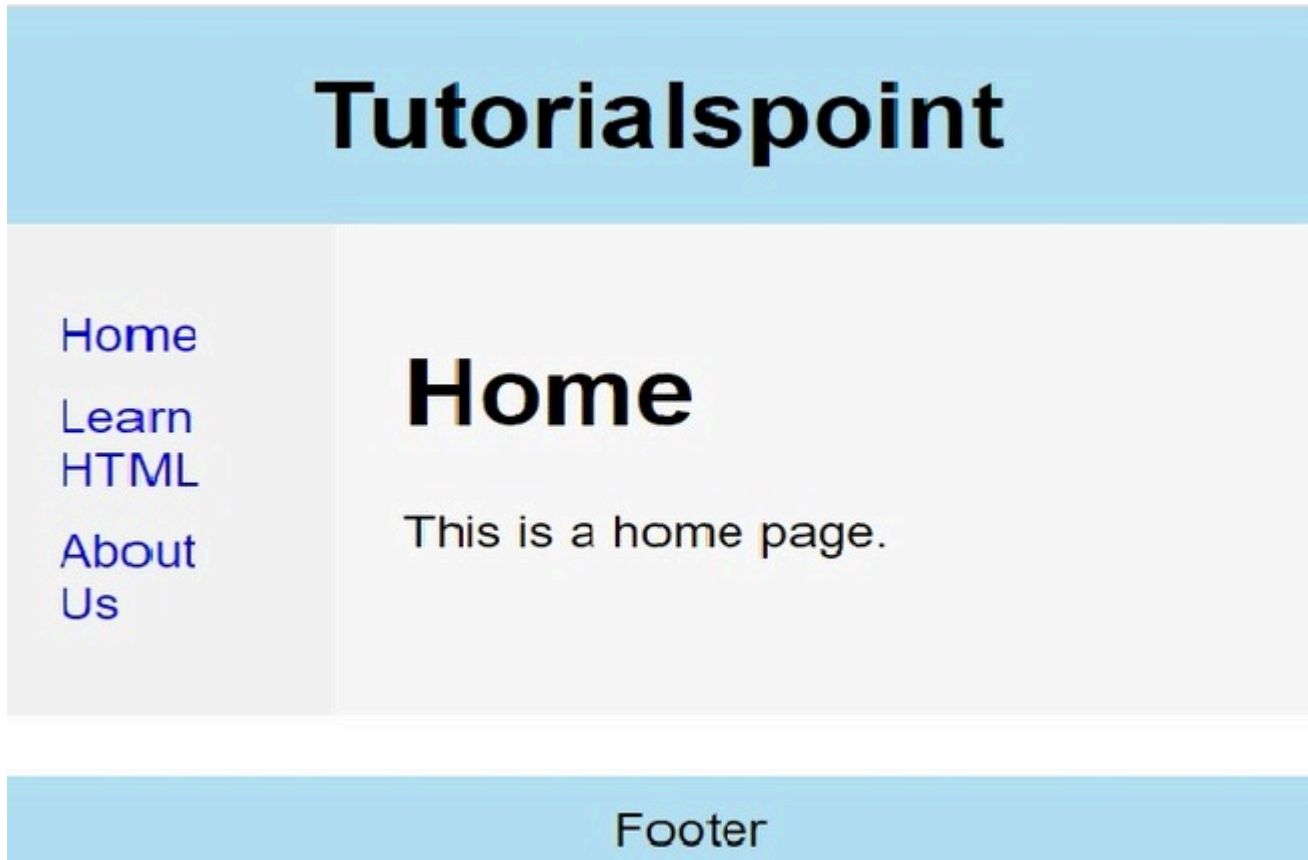 Tutorialspoint
Home
Learn
HTML
About
Us
Home
This is a home page.
Footer